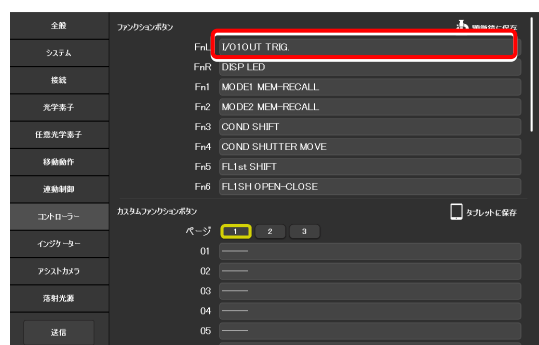 全般
システム
接続
光学素子
任意光学素子
移動動作
連動制御
コントローラー
インジケーター
アシストカメラ
落射光源
送信
ファンクションボタン
顕微鏡に保存
FnL I/O1OUT TRIG.
FnR DISP LED
Fn1 MODE1 MEM-RECALL
Fn2 MODE2 MEM-RECALL
Fn3 COND SHIFT
Fn4 COND SHUTTER MOVE
Fn5 FL1st SHIFT
Fn6 FL1SH OPEN-CLOSE
カスタムファンクションボタン
タブレットに保存
ページ 1 2 3
01 ――
02 ――
03 ――
04 ――
05 ――